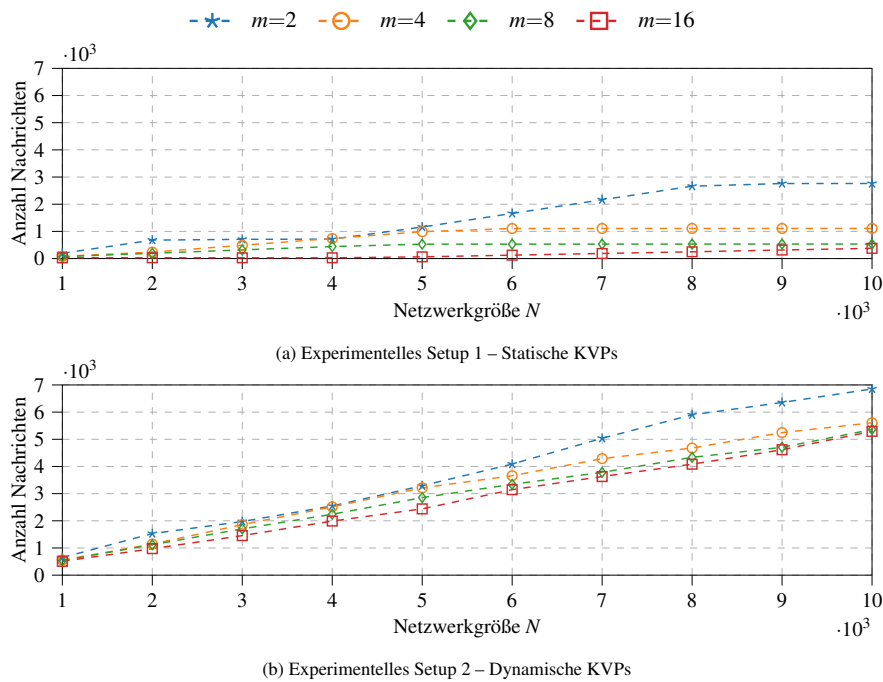 m=2 m=4 m=8 m=16
·10³
7
6
5
4
3
2
1
0
Anzahl Nachrichten
1 2 3 4 5 6 7 8 9 10
Netzwerkgröße N
·10³
(a) Experimentelles Setup 1 – Statische KVPs
·10³
7
6
5
4
3
2
1
0
Anzahl Nachrichten
1 2 3 4 5 6 7 8 9 10
Netzwerkgröße N
·10³
(b) Experimentelles Setup 2 – Dynamische KVPs